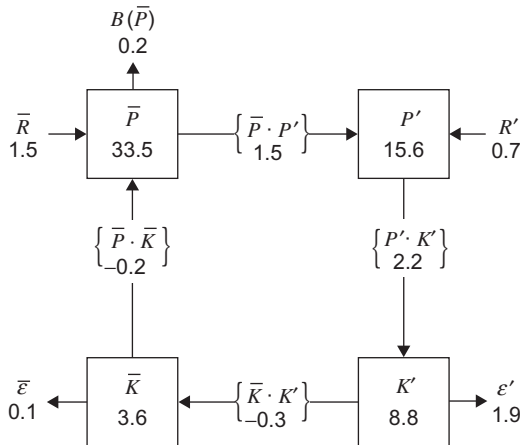 B(P̅)
0.2
R̅
1.5
P̅
33.5
{P̅ · P′}
1.5
P′
15.6
R′
0.7
{P̅ · K̅}
–0.2
{P′ · K′}
2.2
ε̅
0.1
K̅
3.6
{K̅ · K′}
–0.3
K′
8.8
ε′
1.9